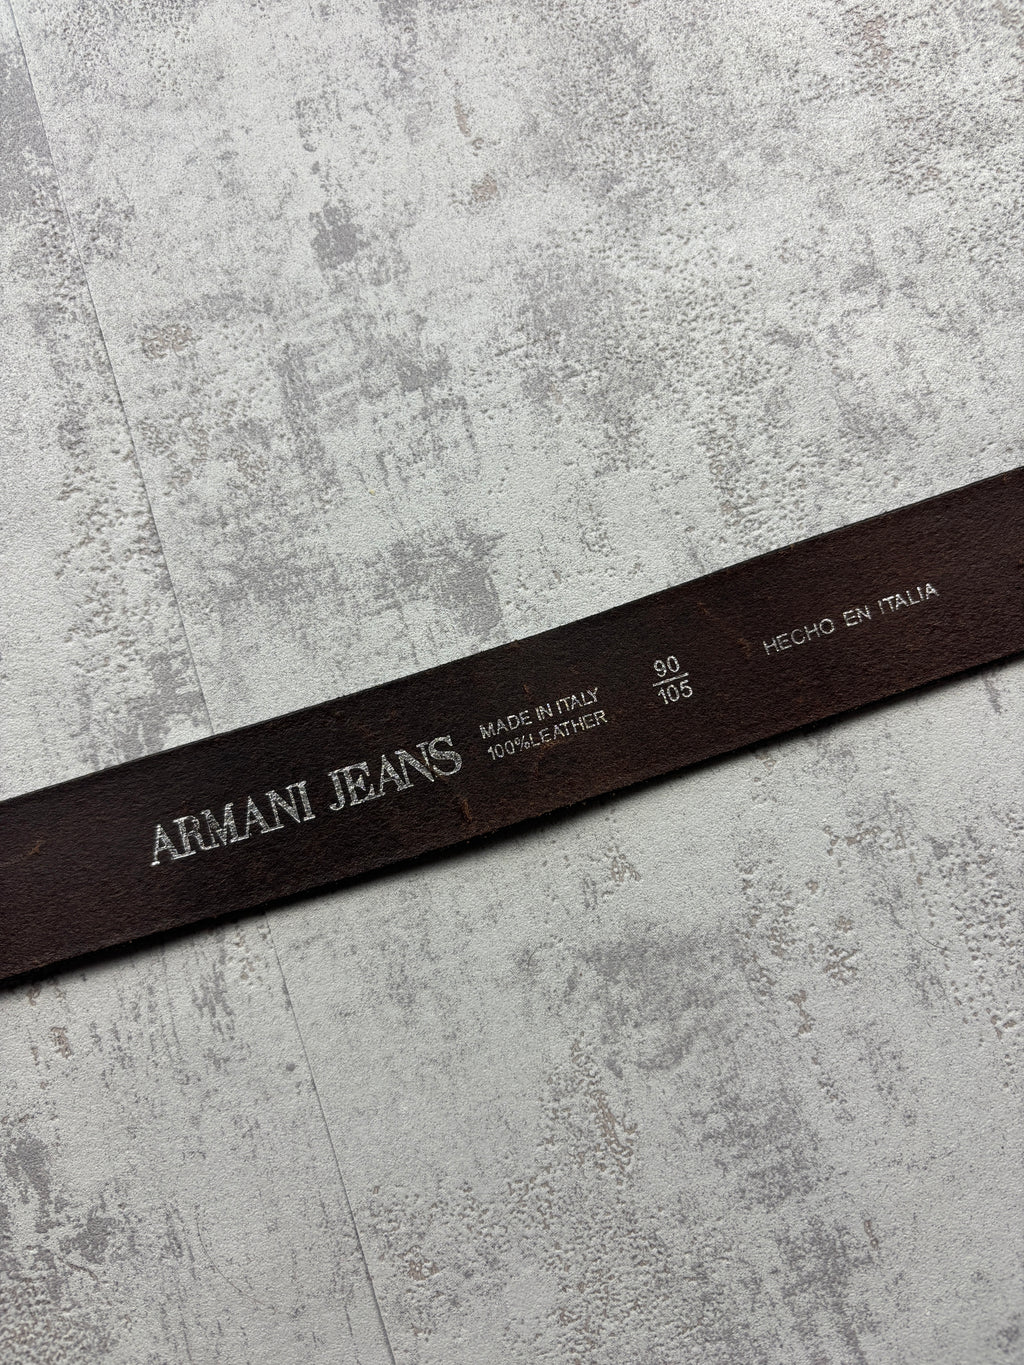 ARMANI JEANS
MADE IN ITALY
100%LEATHER
90
105
HECHO EN ITALIA